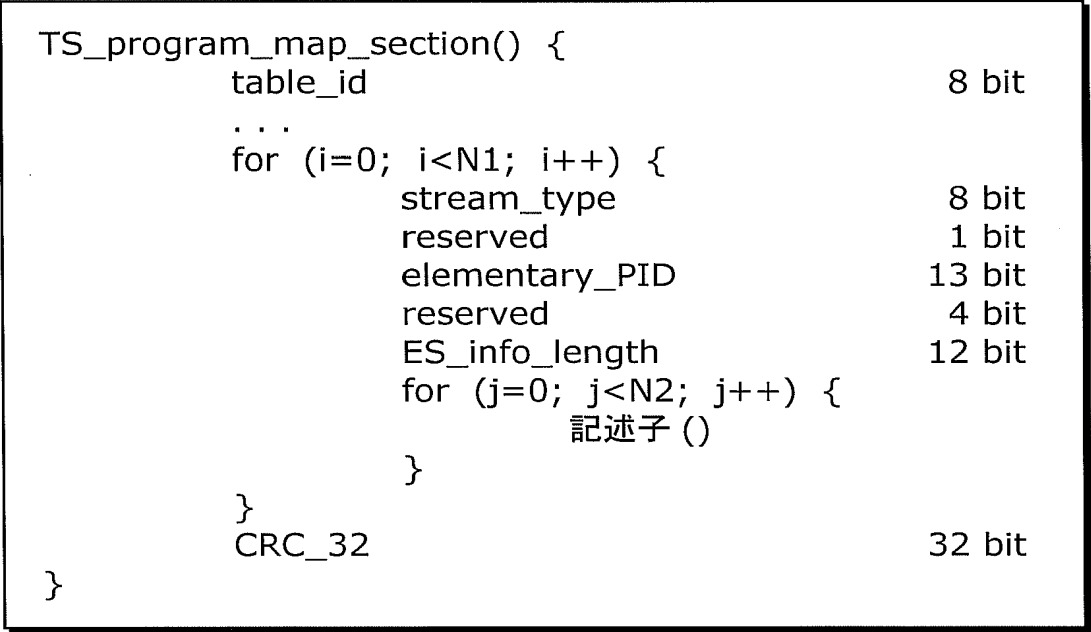 TS_program_map_section() {
table_id 8 bit
. . .
for (i=0; i<N1; i++) {
stream_type 8 bit
reserved 1 bit
elementary_PID 13 bit
reserved 4 bit
ES_info_length 12 bit
for (j=0; j<N2; j++) {
記述子 ()
}
}
CRC_32 32 bit
}